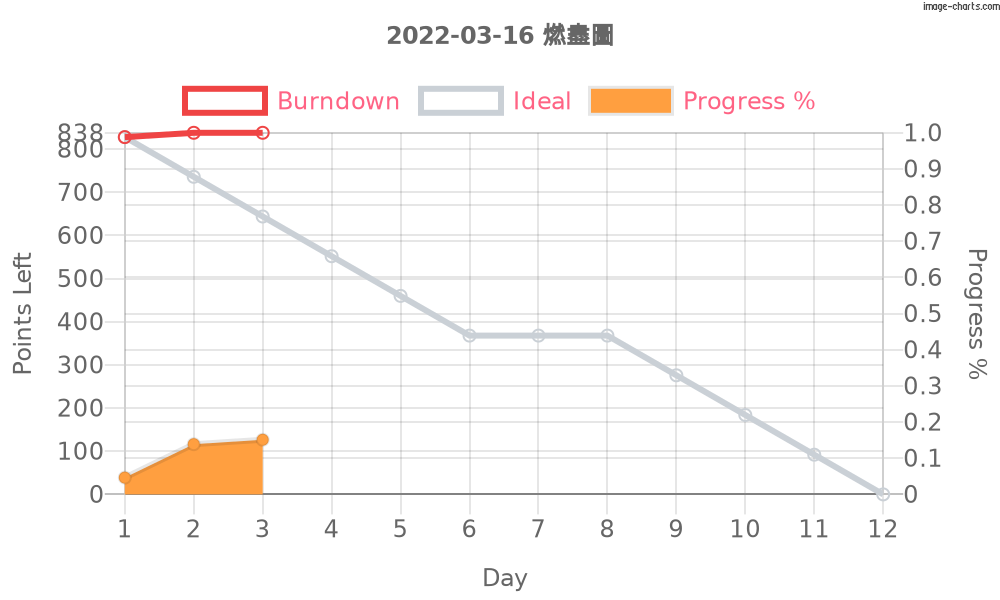 image-charts.com
2022-03-16 燃盡圖
Burndown Ideal Progress %
838 1.0
800
0.9
700 0.8
600 0.7
500 0.6
400 0.5
300 0.4
0.3
200 0.2
100 0.1
0 0
Points Left
Progress %
1 2 3 4 5 6 7 8 9 10 11 12
Day